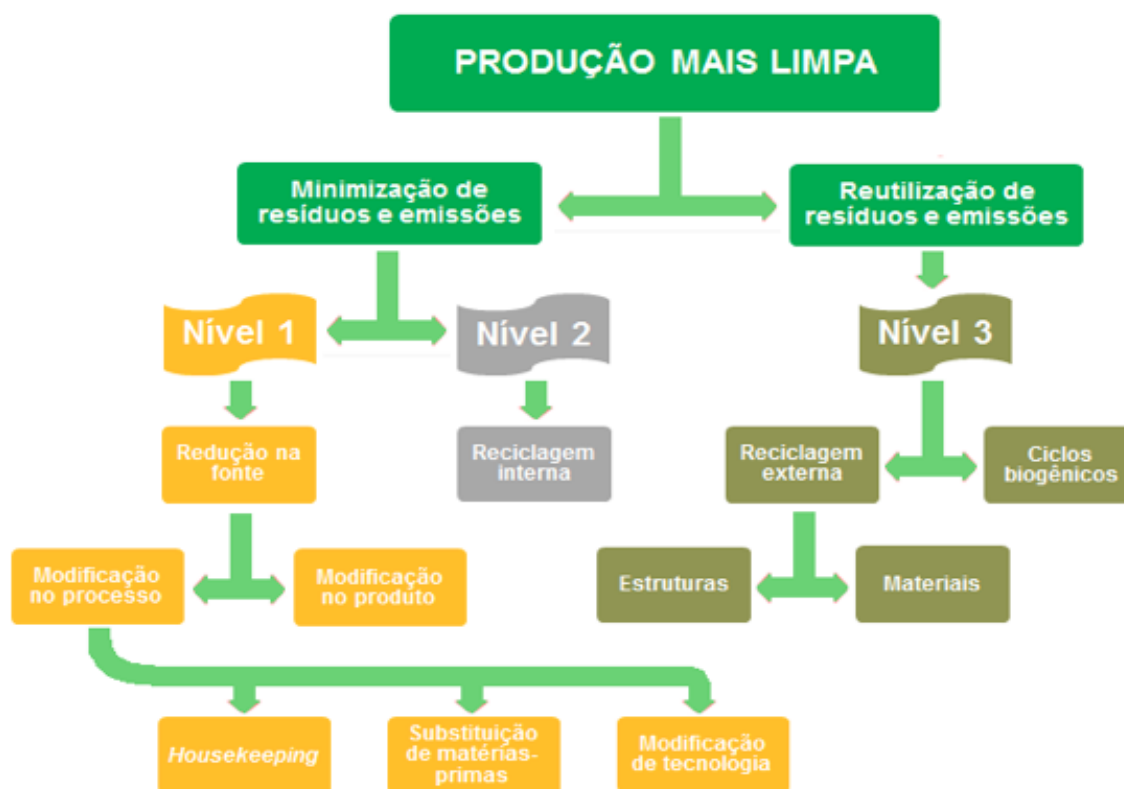 PRODUÇÃO MAIS LIMPA
Minimização de
resíduos e emissões
Reutilização de
resíduos e emissões
Nível 1
Nível 2
Nível 3
Redução na
fonte
Reciclagem
interna
Reciclagem
externa
Ciclos
biogênicos
Modificação
no processo
Modificação
no produto
Estruturas
Materiais
Housekeeping
Substituição
de matérias-
primas
Modificação
de tecnologia